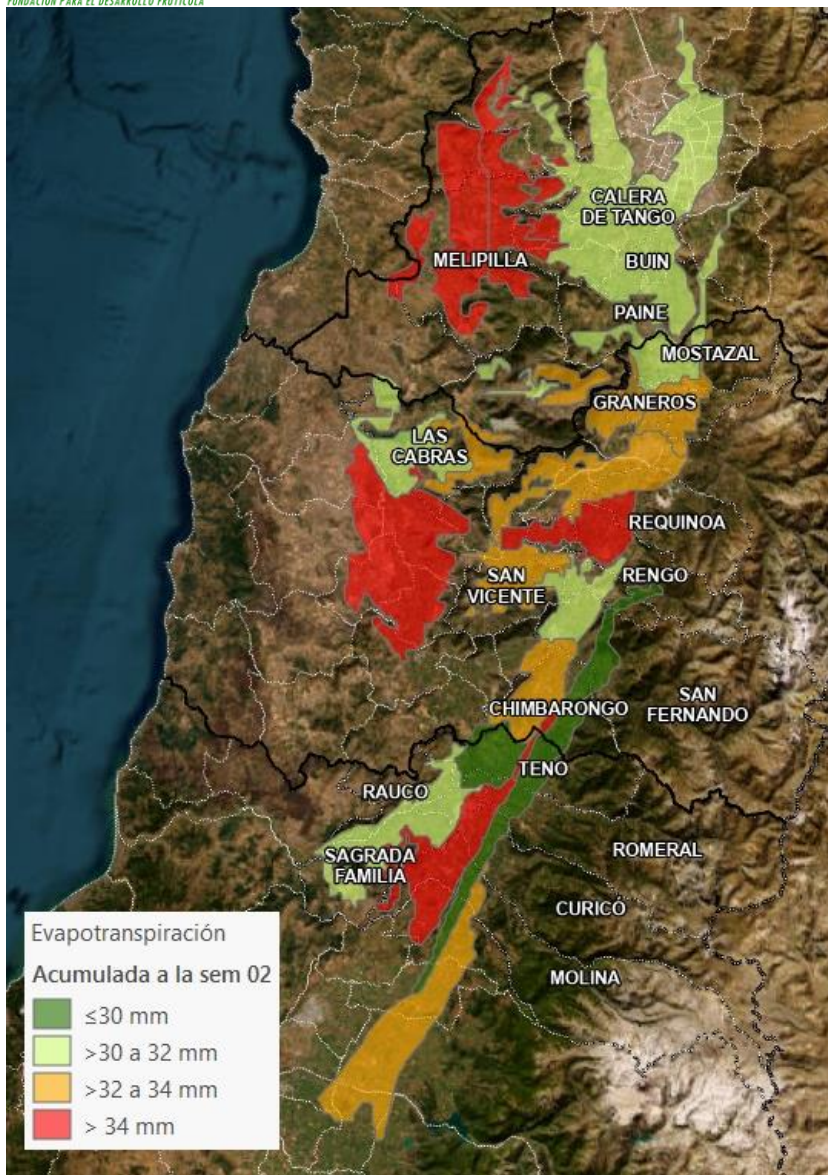 FUNDACIÓN PARA EL DESARROLLO FRUTÍCOLA
CALERA
DE TANGO
MELIPILLA
BUIN
PAINE
MOSTAZAL
GRANEROS
LAS
CABRAS
REQUINOA
SAN
VICENTE
RENGO
CHIMBARONGO
SAN
FERNANDO
TENO
RAUCO
ROMERAL
SAGRADA
FAMILIA
CURICÓ
MOLINA
Evapotranspiración
Acumulada a la sem 02
≤30 mm
>30 a 32 mm
>32 a 34 mm
> 34 mm